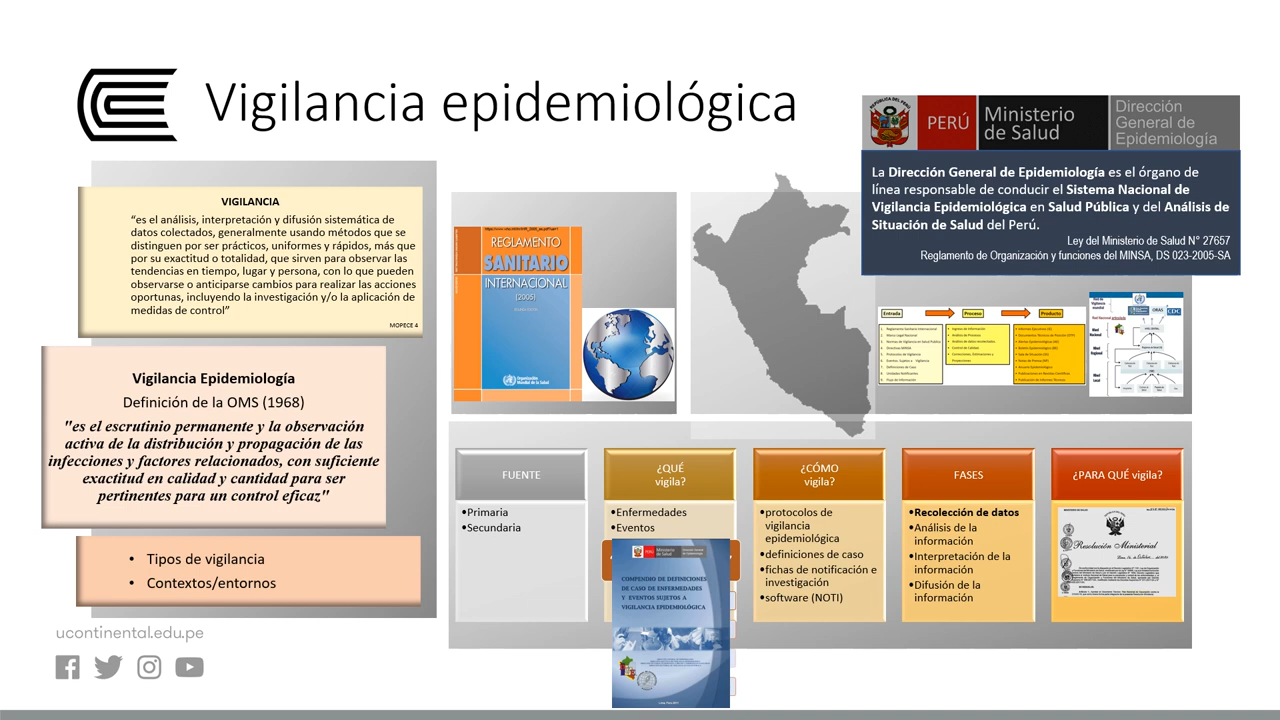 Vigilancia epidemiológica
VIGILANCIA
“es el análisis, interpretación y difusión sistemática de
datos colectados, generalmente usando métodos que se
distinguen por ser prácticos, uniformes y rápidos, más que
por su exactitud o totalidad, que sirven para observar las
tendencias en tiempo, lugar y persona, con lo que pueden
observarse o anticiparse cambios para realizar las acciones
oportunas, incluyendo la investigación y/o la aplicación de
medidas de control”
MOPECE 4
Vigilancia Epidemiología
Definición de la OMS (1968)
"es el escrutinio permanente y la observación
activa de la distribución y propagación de las
infecciones y factores relacionados, con suficiente
exactitud en calidad y cantidad para ser
pertinentes para un control eficaz"
• Tipos de vigilancia
• Contextos/entornos
ucontinental.edu.pe
REGLAMENTO
SANITARIO
INTERNACIONAL
(2005)
Organización
Mundial de la Salud
PERÚ
Ministerio
de Salud
Dirección
General de
Epidemiología
La Dirección General de Epidemiología es el órgano de
línea responsable de conducir el Sistema Nacional de
Vigilancia Epidemiológica en Salud Pública y del Análisis de
Situación de Salud del Perú.
Ley del Ministerio de Salud N° 27657
Reglamento de Organización y funciones del MINSA, DS 023-2005-SA
Entrada
Proceso
Producto
FUENTE
•Primaria
•Secundaria
¿QUÉ
vigila?
•Enfermedades
•Eventos
COMPENDIO DE DEFINICIONES
DE CASO DE ENFERMEDADES
Y EVENTOS SUJETOS A
VIGILANCIA EPIDEMIOLÓGICA
¿CÓMO
vigila?
•protocolos de
vigilancia
epidemiológica
•definiciones de caso
•fichas de notificación e
investigación
•software (NOTI)
FASES
•Recolección de datos
•Análisis de la
información
•Interpretación de la
información
•Difusión de la
información
¿PARA QUÉ vigila?
Resolución Ministerial